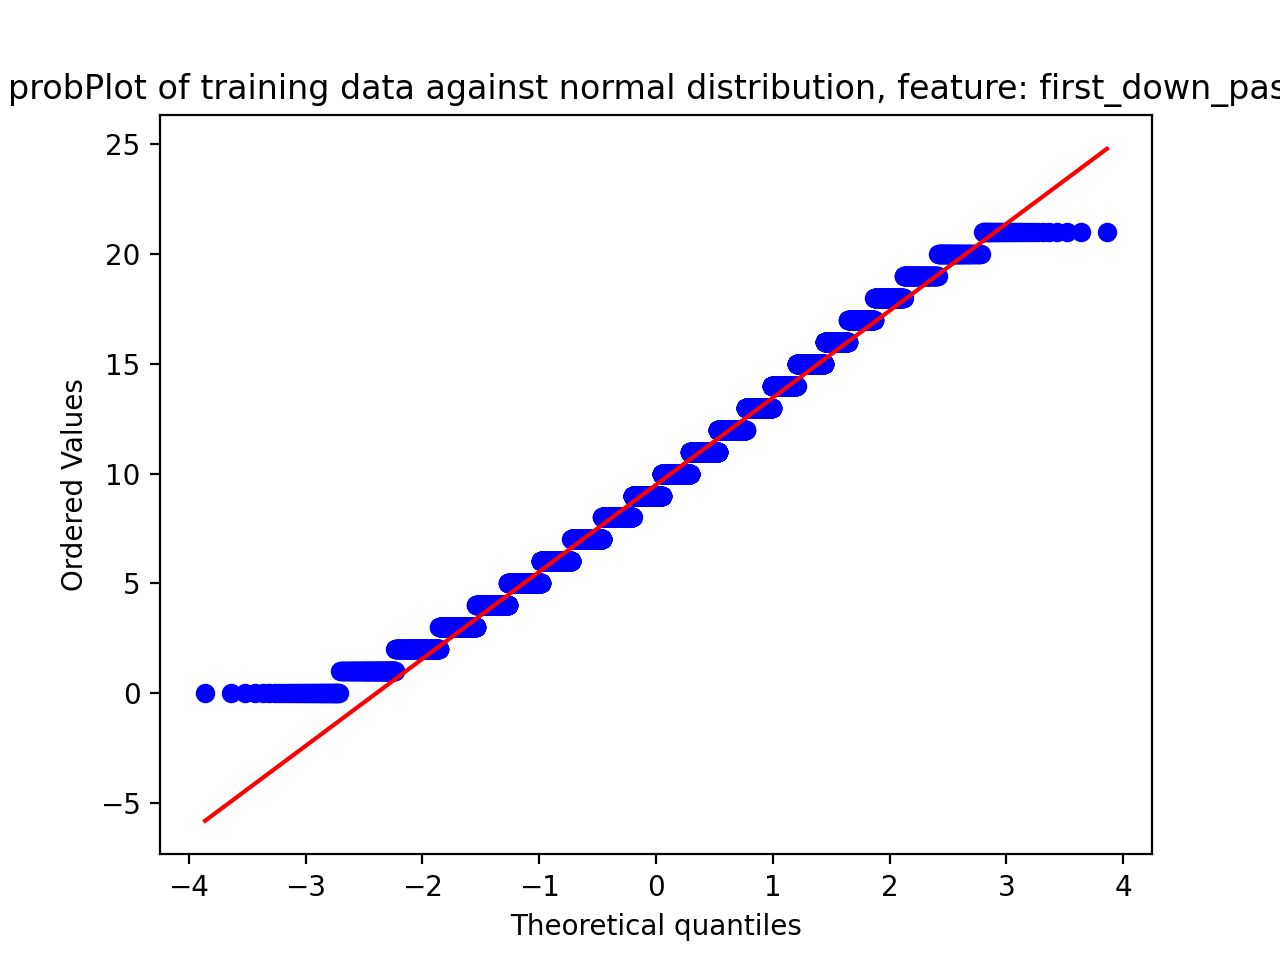 probPlot of training data against normal distribution, feature: first_down_pas
25
20
15
10
5
0
−5
Ordered Values
−4 −3 −2 −1 0 1 2 3 4
Theoretical quantiles